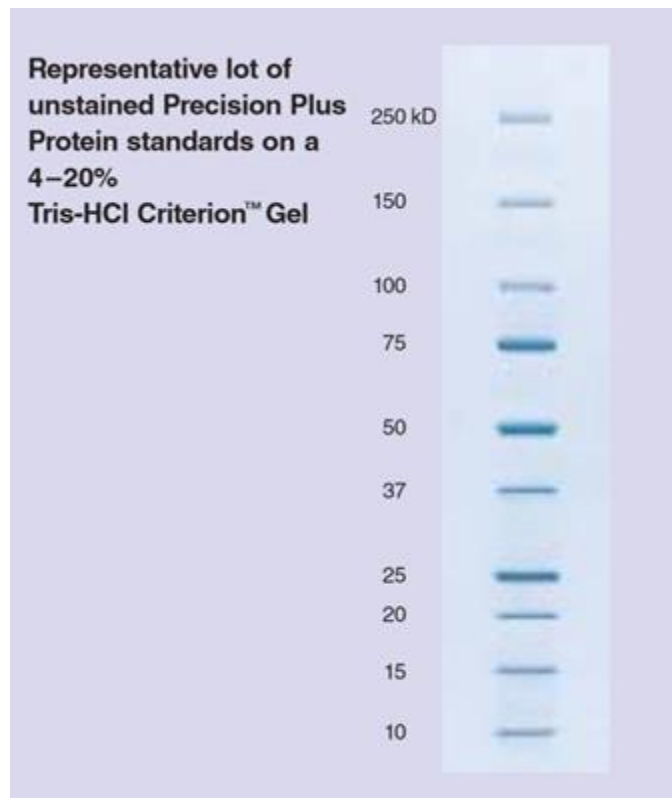 Representative lot of
unstained Precision Plus
Protein standards on a
4–20%
Tris-HCl Criterion™ Gel
250 kD
150
100
75
50
37
25
20
15
10